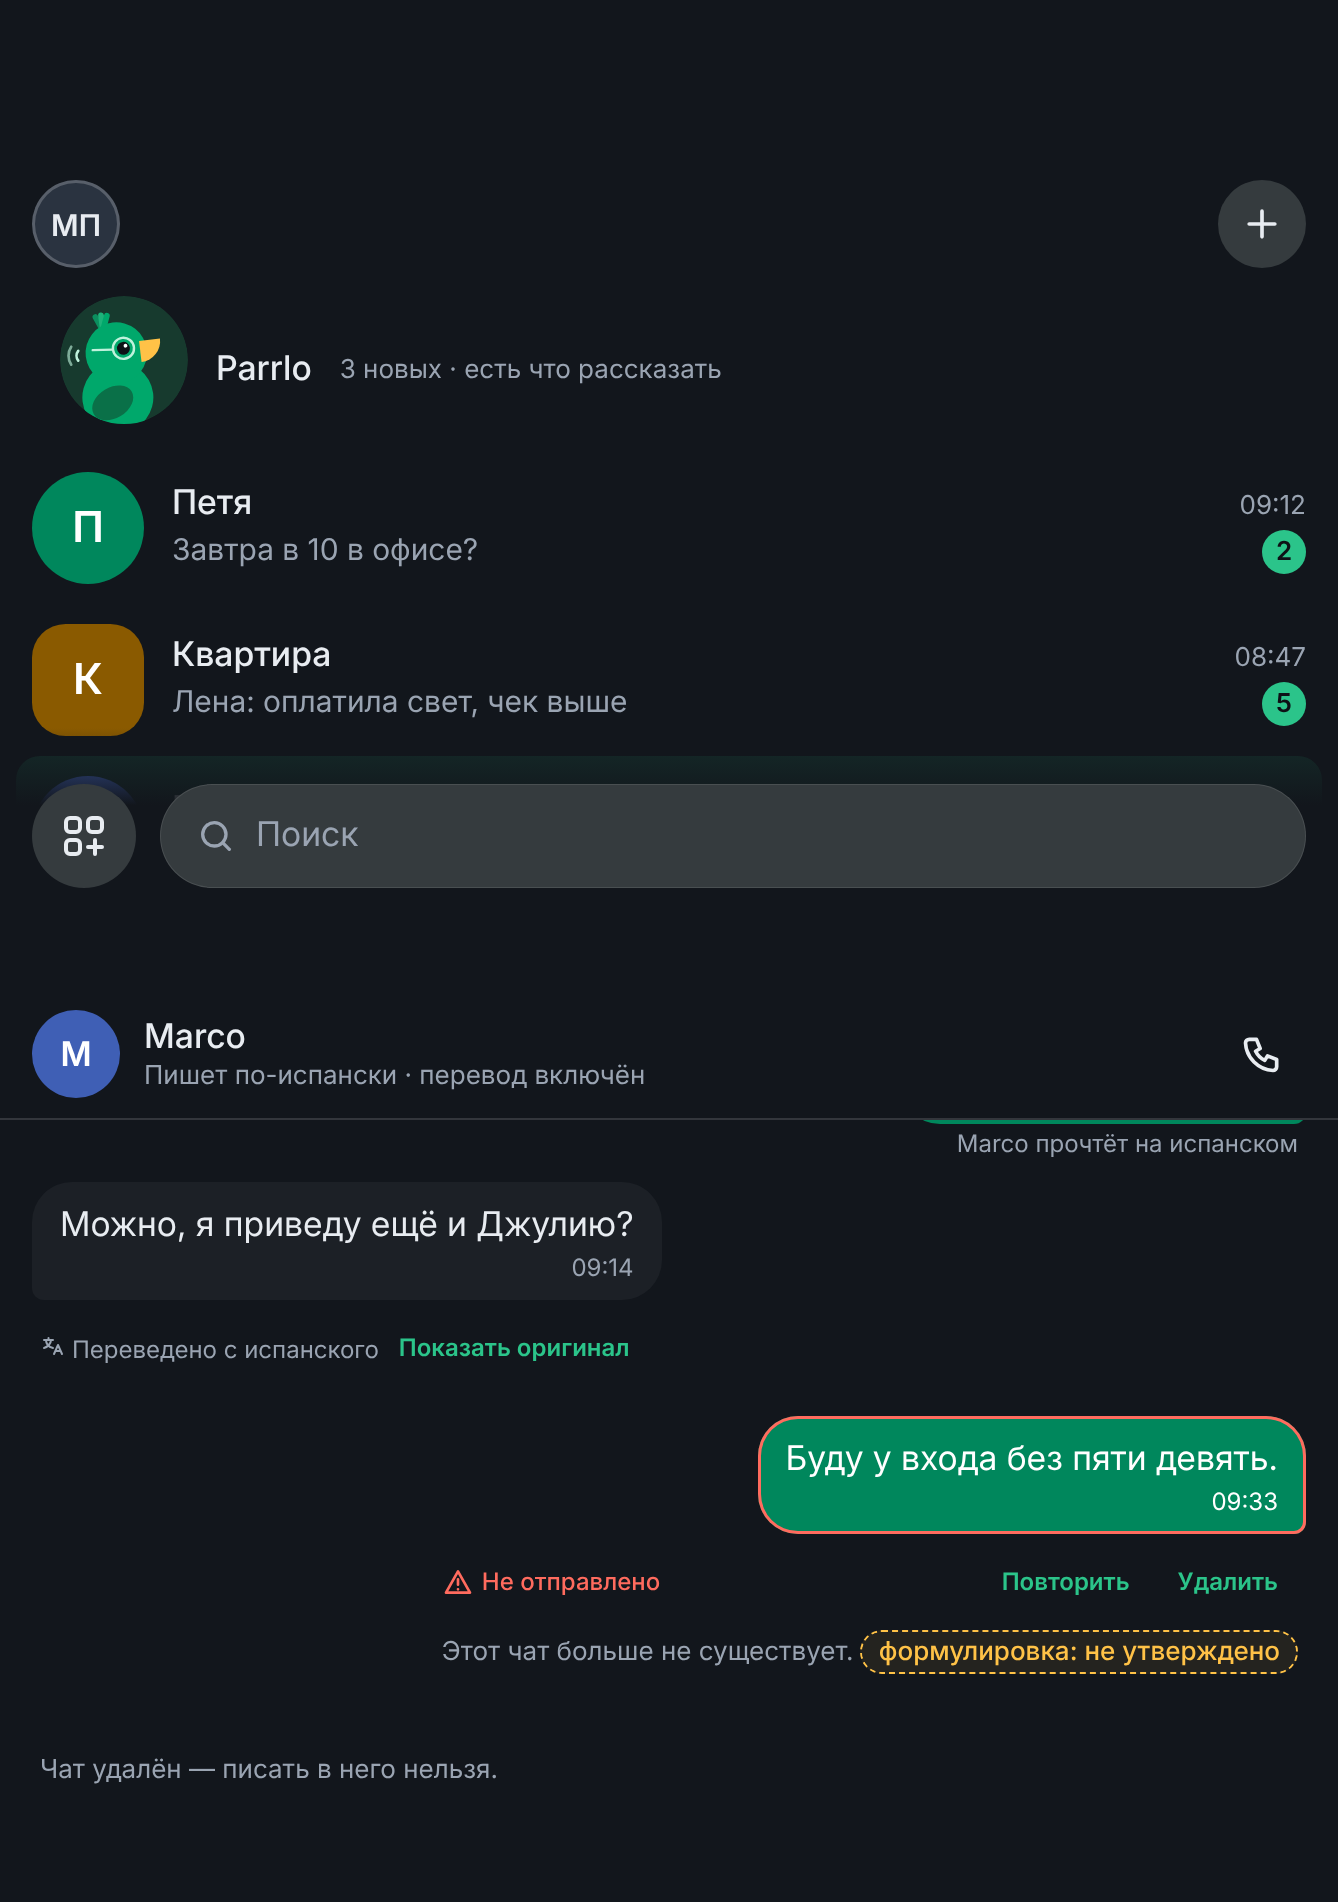 МП
Parrlo 3 новых · есть что рассказать
П
Петя
09:12
Завтра в 10 в офисе?
2
К
Квартира
08:47
Лена: оплатила свет, чек выше
5
Поиск
M
Marco
Пишет по-испански · перевод включён
Marco прочтёт на испанском
Можно, я приведу ещё и Джулию?
09:14
Переведено с испанского Показать оригинал
Буду у входа без пяти девять.
09:33
Не отправлено Повторить Удалить
Этот чат больше не существует. формулировка: не утверждено
Чат удалён — писать в него нельзя.